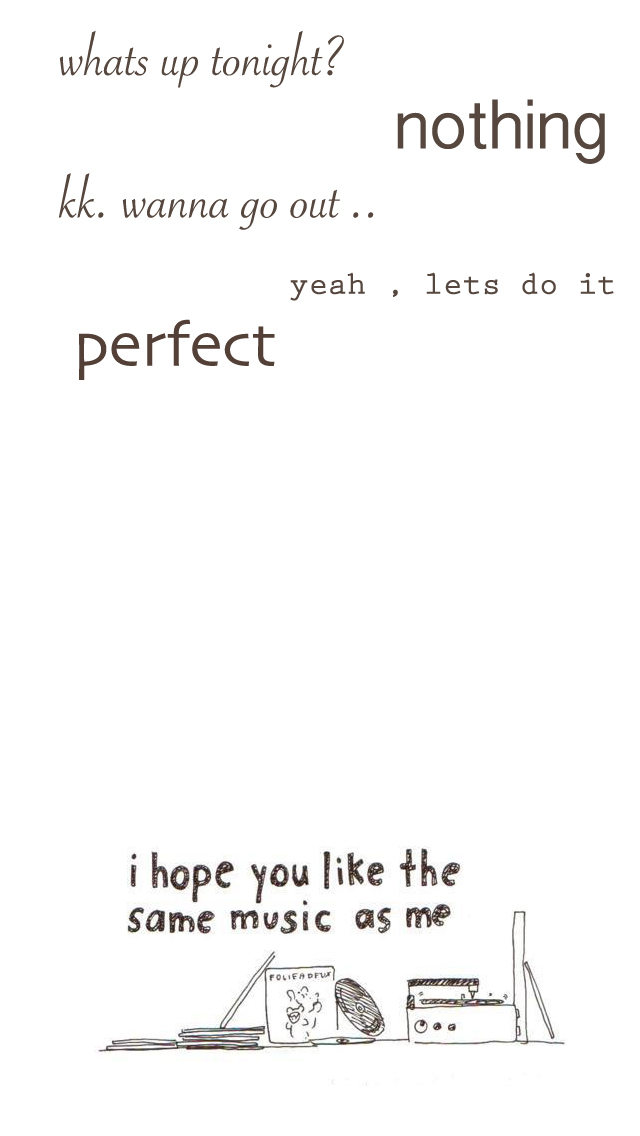 whats up tonight?
nothing
kk. wanna go out ..
yeah , lets do it
perfect
i hope you like the
same music as me
FOLIE A DEUX